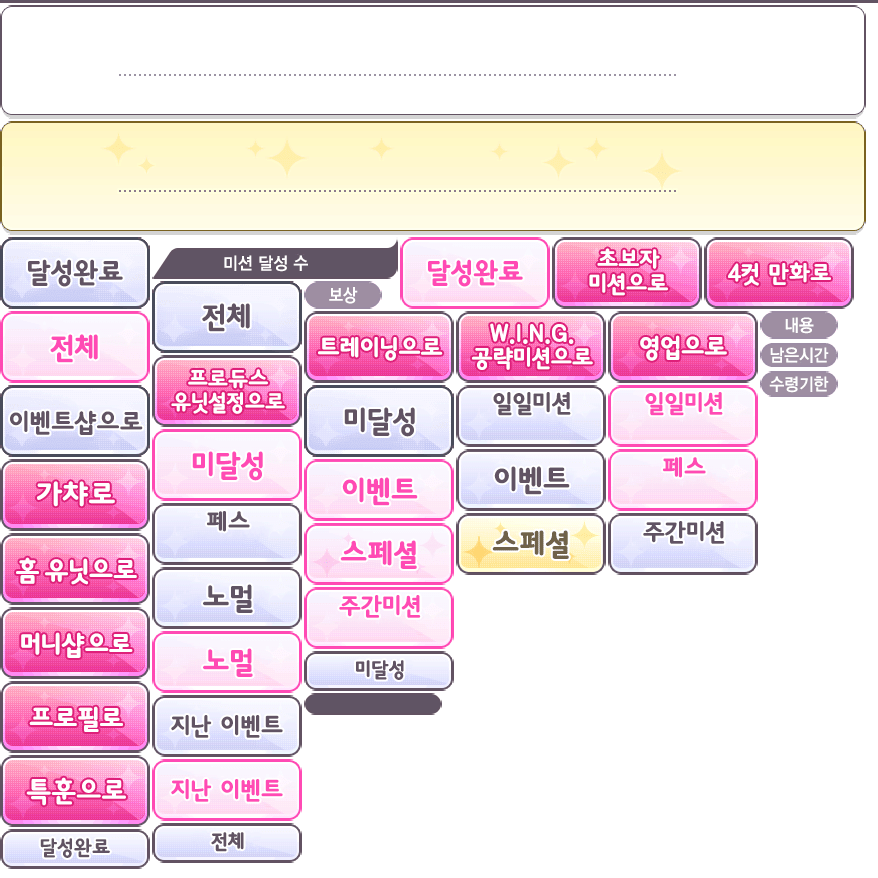 달성완료
미션 달성 수
달성완료
초보자
미션으로
4컷 만화로
전체
전체
보상
트레이닝으로
W.I.N.G.
공략미션으로
영업으로
내용
남은시간
수령기한
이벤트샵으로
프로듀스
유닛설정으로
미달성
일일미션
일일미션
가챠로
미달성
이벤트
이벤트
페스
홈 유닛으로
페스
스페셜
스페셜
주간미션
머니샵으로
노멀
주간미션
프로필로
노멀
미달성
특훈으로
지난 이벤트
지난 이벤트
달성완료
전체